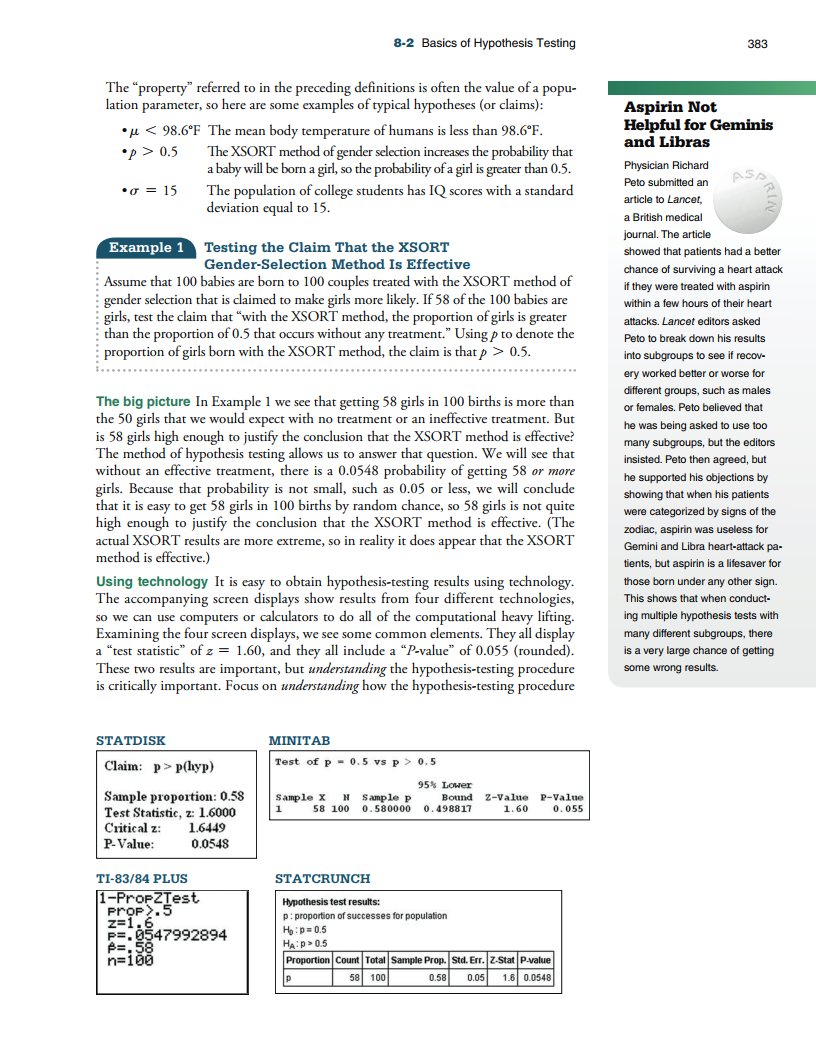 8-2 Basics of Hypothesis Testing 383
The “property” referred to in the preceding definitions is often the value of a popu-
lation parameter, so here are some examples of typical hypotheses (or claims):
• μ < 98.6°F The mean body temperature of humans is less than 98.6°F.
• p > 0.5 The XSORT method of gender selection increases the probability that
a baby will be born a girl, so the probability of a girl is greater than 0.5.
• σ = 15 The population of college students has IQ scores with a standard
deviation equal to 15.
Example 1 Testing the Claim That the XSORT
Gender-Selection Method Is Effective
Assume that 100 babies are born to 100 couples treated with the XSORT method of
gender selection that is claimed to make girls more likely. If 58 of the 100 babies are
girls, test the claim that “with the XSORT method, the proportion of girls is greater
than the proportion of 0.5 that occurs without any treatment.” Using p to denote the
proportion of girls born with the XSORT method, the claim is that p > 0.5.
The big picture In Example 1 we see that getting 58 girls in 100 births is more than
the 50 girls that we would expect with no treatment or an ineffective treatment. But
is 58 girls high enough to justify the conclusion that the XSORT method is effective?
The method of hypothesis testing allows us to answer that question. We will see that
without an effective treatment, there is a 0.0548 probability of getting 58 or more
girls. Because that probability is not small, such as 0.05 or less, we will conclude
that it is easy to get 58 girls in 100 births by random chance, so 58 girls is not quite
high enough to justify the conclusion that the XSORT method is effective. (The
actual XSORT results are more extreme, so in reality it does appear that the XSORT
method is effective.)
Using technology It is easy to obtain hypothesis-testing results using technology.
The accompanying screen displays show results from four different technologies,
so we can use computers or calculators to do all of the computational heavy lifting.
Examining the four screen displays, we see some common elements. They all display
a “test statistic” of z = 1.60, and they all include a “P-value” of 0.055 (rounded).
These two results are important, but understanding the hypothesis-testing procedure
is critically important. Focus on understanding how the hypothesis-testing procedure
Aspirin Not
Helpful for Geminis
and Libras
Physician Richard
Peto submitted an
article to Lancet,
a British medical
journal. The article
showed that patients had a better
chance of surviving a heart attack
if they were treated with aspirin
within a few hours of their heart
attacks. Lancet editors asked
Peto to break down his results
into subgroups to see if recov-
ery worked better or worse for
different groups, such as males
or females. Peto believed that
he was being asked to use too
many subgroups, but the editors
insisted. Peto then agreed, but
he supported his objections by
showing that when his patients
were categorized by signs of the
zodiac, aspirin was useless for
Gemini and Libra heart-attack pa-
tients, but aspirin is a lifesaver for
those born under any other sign.
This shows that when conduct-
ing multiple hypothesis tests with
many different subgroups, there
is a very large chance of getting
some wrong results.
ASPIRIN
STATDISK
Claim: p > p(hyp)
Sample proportion: 0.58
Test Statistic, z: 1.6000
Critical z: 1.6449
P-Value: 0.0548
MINITAB
Test of p = 0.5 vs p > 0.5
95% Lower
Sample X N Sample p Bound Z-Value P-Value
1 58 100 0.580000 0.498817 1.60 0.055
TI-83/84 PLUS
1-PropZTest
prop>.5
z=1.6
p=.0547992894
p̂=.58
n=100
STATCRUNCH
Hypothesis test results:
p : proportion of successes for population
H₀ : p = 0.5
Hᴀ : p > 0.5
Proportion Count Total Sample Prop. Std. Err. Z-Stat P-value
p 58 100 0.58 0.05 1.6 0.0548